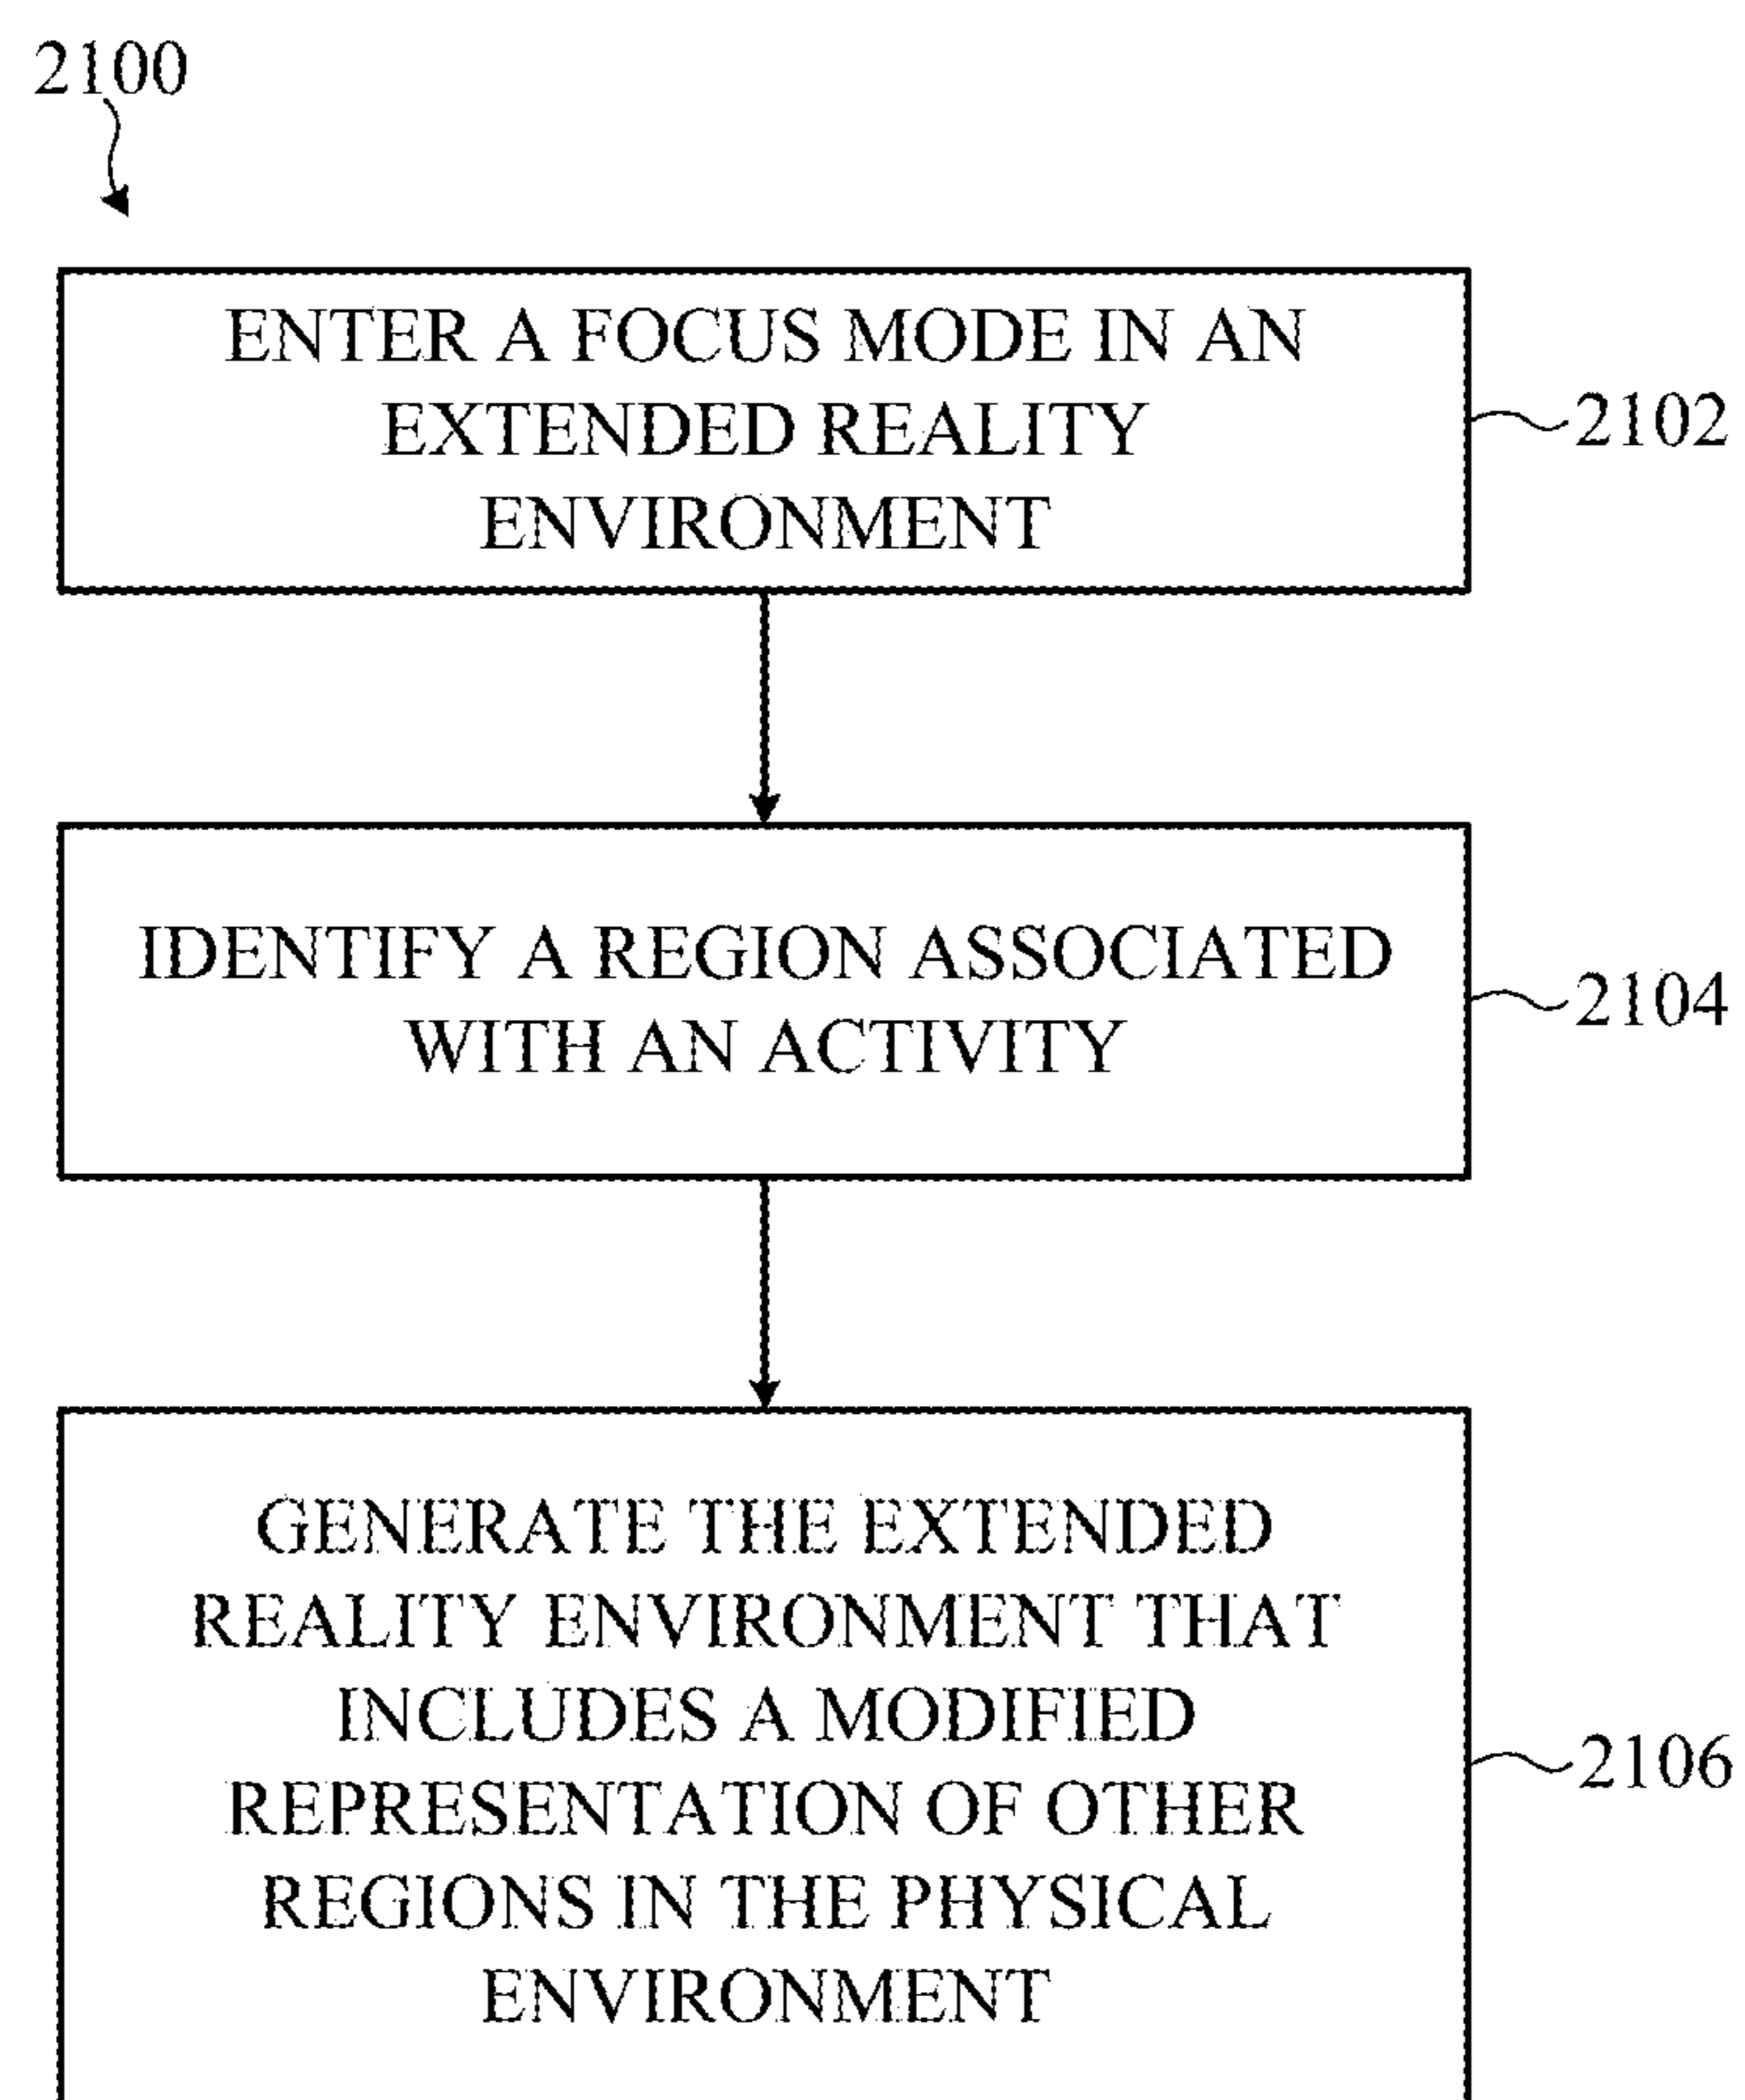 2100
ENTER A FOCUS MODE IN AN
EXTENDED REALITY
ENVIRONMENT
2102
IDENTIFY A REGION ASSOCIATED
WITH AN ACTIVITY
2104
GENERATE THE EXTENDED
REALITY ENVIRONMENT THAT
INCLUDES A MODIFIED
REPRESENTATION OF OTHER
REGIONS IN THE PHYSICAL
ENVIRONMENT
2106